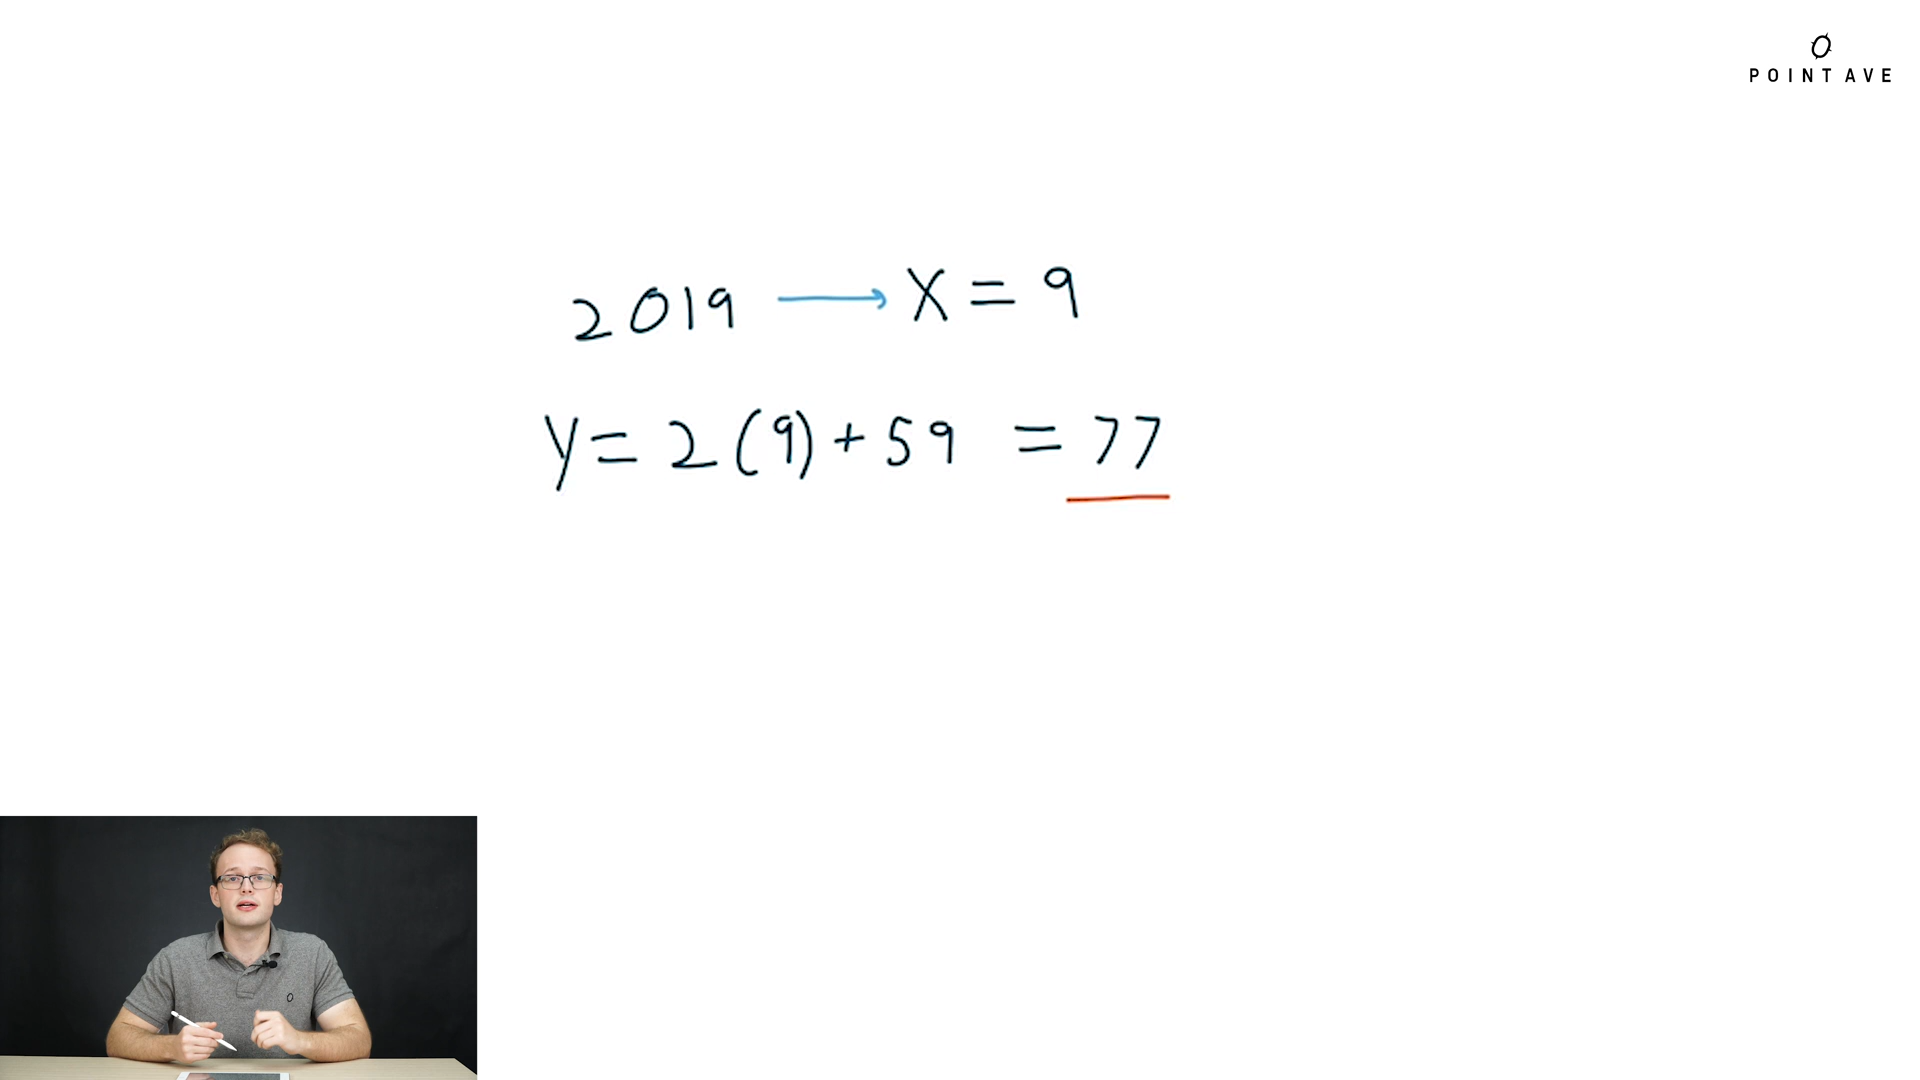 POINT AVE
2019 → X = 9
y = 2(9) + 59 = 77